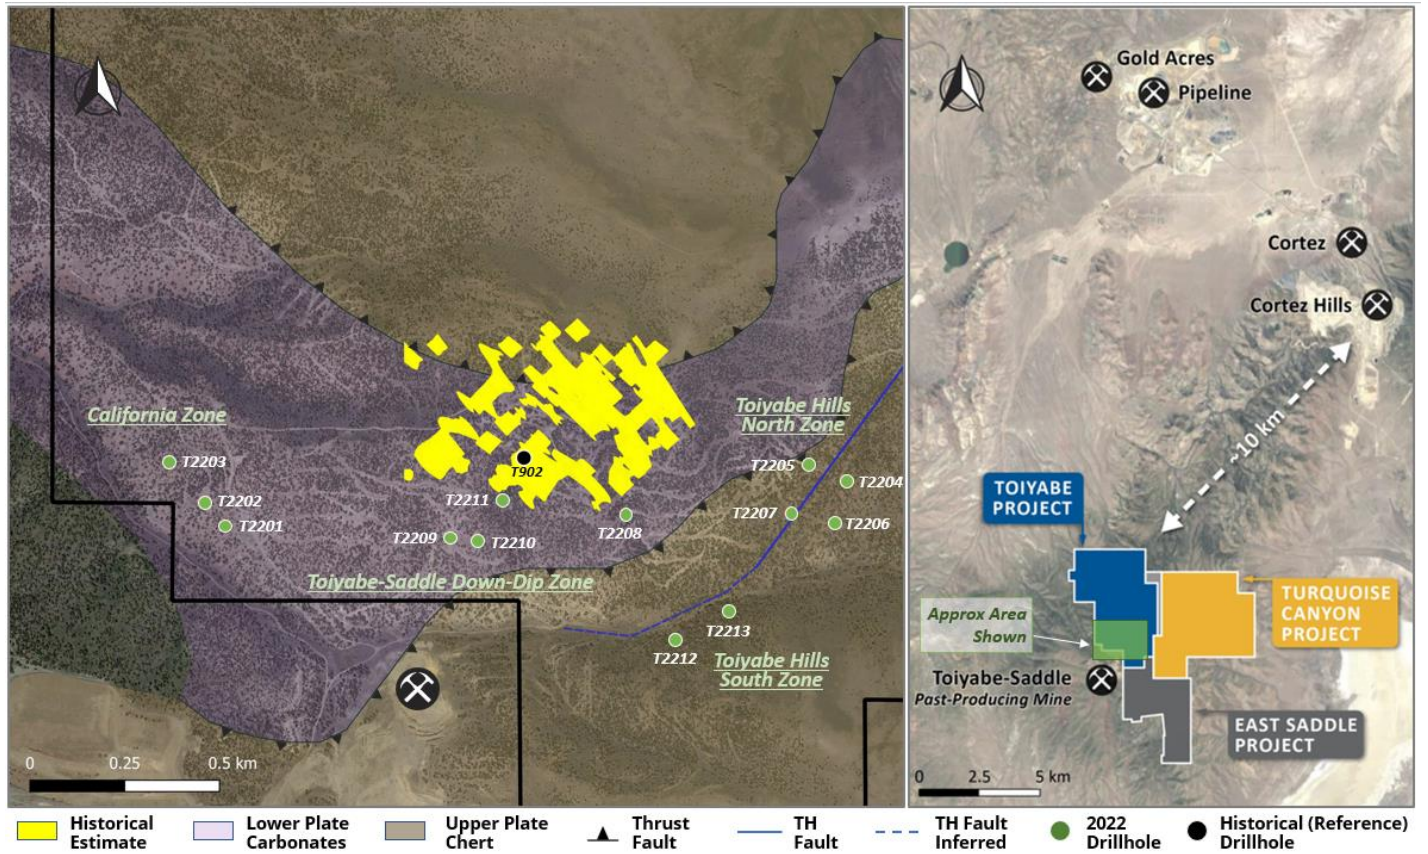 California Zone
T2203
T2202
T2201
T902
T2211
T2209
T2210
T2208
Toiyabe-Saddle Down-Dip Zone
Toiyabe Hills
North Zone
T2205
T2204
T2207
T2206
T2213
T2212
Toiyabe Hills
South Zone
0 0.25 0.5 km
Gold Acres
Pipeline
Cortez
Cortez Hills
~10 km
TOIYABE
PROJECT
TURQUOISE
CANYON
PROJECT
Approx Area
Shown
Toiyabe-Saddle
Past-Producing Mine
EAST SADDLE
PROJECT
0 2.5 5 km
Historical
Estimate
Lower Plate
Carbonates
Upper Plate
Chert
Thrust
Fault
TH
Fault
TH Fault
Inferred
2022
Drillhole
Historical (Reference)
Drillhole